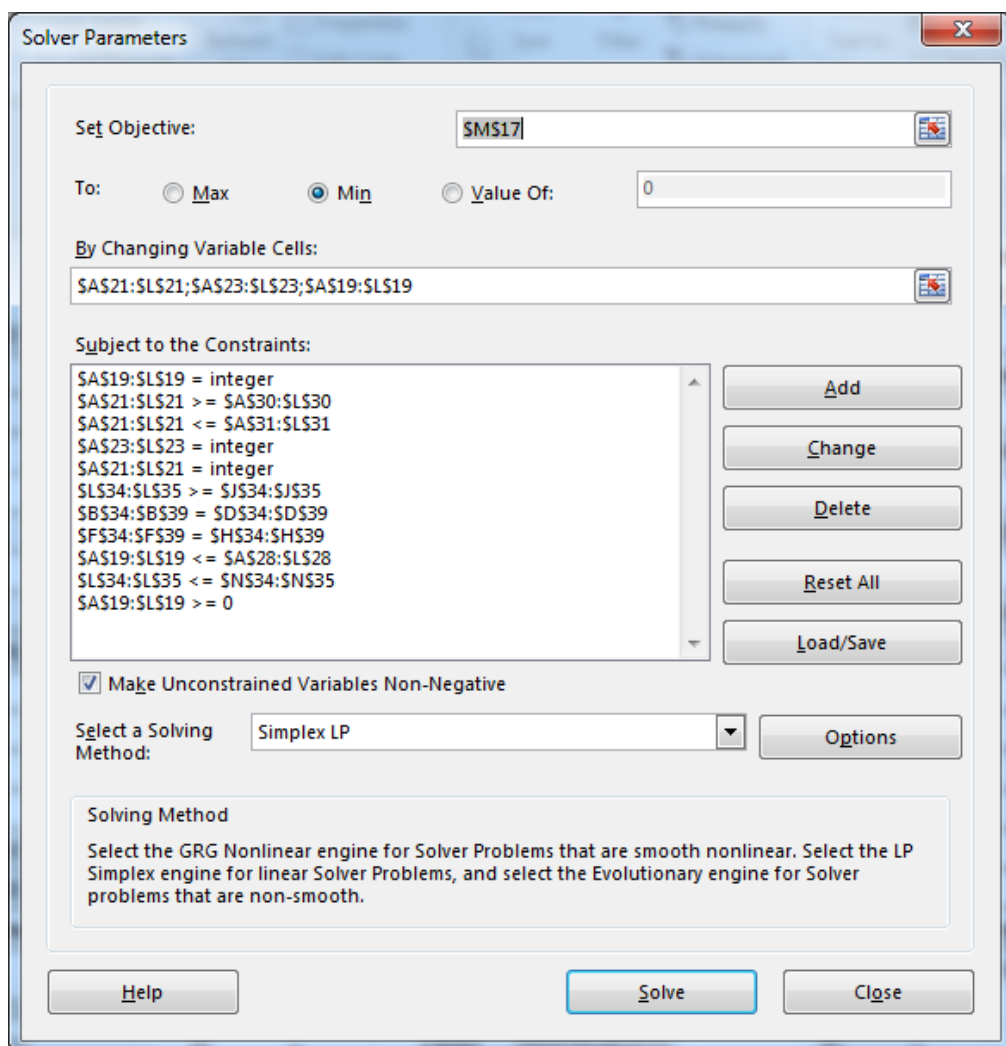 Solver Parameters
Set Objective:
$M$17
To:
Max
Min
Value Of:
0
By Changing Variable Cells:
$A$21:$L$21;$A$23:$L$23;$A$19:$L$19
Subject to the Constraints:
$A$19:$L$19 = integer
$A$21:$L$21 >= $A$30:$L$30
$A$21:$L$21 <= $A$31:$L$31
$A$23:$L$23 = integer
$A$21:$L$21 = integer
$L$34:$L$35 >= $J$34:$J$35
$B$34:$B$39 = $D$34:$D$39
$F$34:$F$39 = $H$34:$H$39
$A$19:$L$19 <= $A$28:$L$28
$L$34:$L$35 <= $N$34:$N$35
$A$19:$L$19 >= 0
Add
Change
Delete
Reset All
Load/Save
Make Unconstrained Variables Non-Negative
Select a Solving
Method:
Simplex LP
Options
Solving Method
Select the GRG Nonlinear engine for Solver Problems that are smooth nonlinear. Select the LP
Simplex engine for linear Solver Problems, and select the Evolutionary engine for Solver
problems that are non-smooth.
Help
Solve
Close